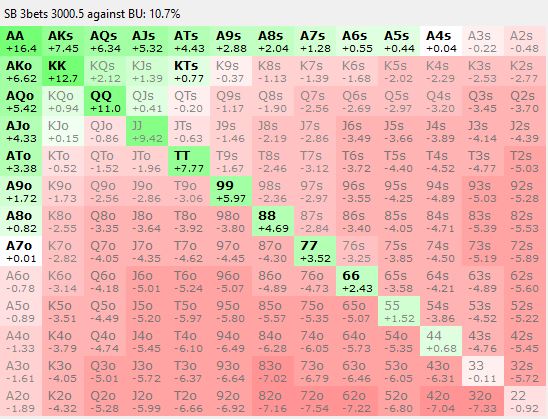 SB 3bets 3000.5 against BU: 10.7%
AA AKs AQs AJs ATs A9s A8s A7s A6s A5s A4s A3s A2s
+16.4 +7.45 +6.34 +5.32 +4.43 +2.88 +2.04 +1.28 +0.55 +0.44 +0.04 -0.22 -0.48
AKo KK KQs KJs KTs K9s K8s K7s K6s K5s K4s K3s K2s
+6.62 +12.7 +2.12 +1.39 +0.77 -0.37 -1.13 -1.39 -1.68 -2.02 -2.29 -2.53 -2.77
AQo KQo QQ QJs QTs Q9s Q8s Q7s Q6s Q5s Q4s Q3s Q2s
+5.42 +0.94 +11.0 +0.41 -0.20 -1.17 -1.90 -2.56 -2.69 -2.97 -3.20 -3.45 -3.70
AJo KJo QJo JJ JTs J9s J8s J7s J6s J5s J4s J3s J2s
+4.33 +0.15 -0.86 +9.42 -0.63 -1.46 -2.19 -2.86 -3.49 -3.66 -3.89 -4.14 -4.39
ATo KTo QTo JTo TT T9s T8s T7s T6s T5s T4s T3s T2s
+3.38 -0.52 -1.52 -1.96 +7.77 -1.67 -2.46 -3.12 -3.72 -4.40 -4.52 -4.77 -5.03
A9o K9o Q9o J9o T9o 99 98s 97s 96s 95s 94s 93s 92s
+1.72 -1.73 -2.56 -2.86 -3.06 +5.97 -2.36 -2.97 -3.55 -4.25 -4.89 -5.03 -5.28
A8o K8o Q8o J8o T8o 98o 88 87s 86s 85s 84s 83s 82s
+0.82 -2.55 -3.35 -3.64 -3.92 -3.80 +4.69 -2.84 -3.40 -4.05 -4.71 -5.39 -5.53
A7o K7o Q7o J7o T7o 97o 87o 77 76s 75s 74s 73s 72s
+0.01 -2.82 -4.05 -4.35 -4.62 -4.45 -4.30 +3.52 -3.25 -3.85 -4.50 -5.19 -5.89
A6o K6o Q6o J6o T6o 96o 86o 76o 66 65s 64s 63s 62s
-0.78 -3.14 -4.18 -5.01 -5.24 -5.07 -4.89 -4.73 +2.43 -3.58 -4.21 -4.89 -5.60
A5o K5o Q5o J5o T5o 95o 85o 75o 65o 55 54s 53s 52s
-0.89 -3.51 -4.49 -5.20 -5.97 -5.80 -5.57 -5.35 -5.07 +1.52 -3.86 -4.52 -5.22
A4o K4o Q4o J4o T4o 94o 84o 74o 64o 54o 44 43s 42s
-1.33 -3.79 -4.74 -5.45 -6.10 -6.49 -6.28 -6.05 -5.73 -5.35 +0.68 -4.76 -5.45
A3o K3o Q3o J3o T3o 93o 83o 73o 63o 53o 43o 33 32s
-1.61 -4.05 -5.01 -5.72 -6.37 -6.64 -7.02 -6.79 -6.46 -6.05 -6.31 -0.11 -5.72
A2o K2o Q2o J2o T2o 92o 82o 72o 62o 52o 42o 32o 22
-1.89 -4.32 -5.28 -5.99 -6.66 -6.92 -7.16 -7.54 -7.22 -6.80 -7.04 -7.33 -0.92